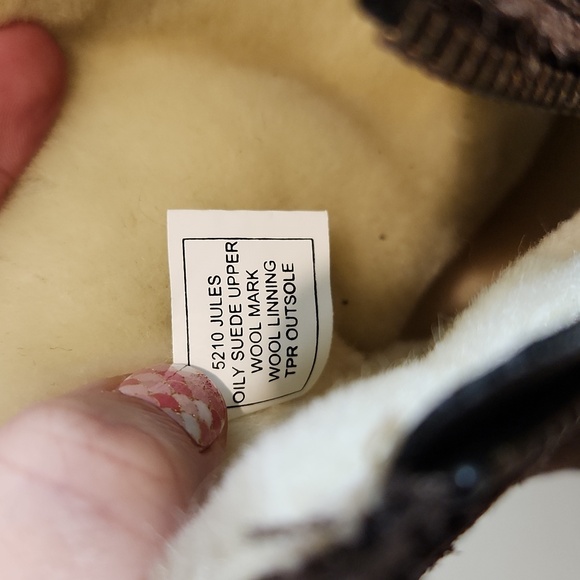 5210 JULES
OILY SUEDE UPPER
WOOL MARK
WOOL LINNING
TPR OUTSOLE